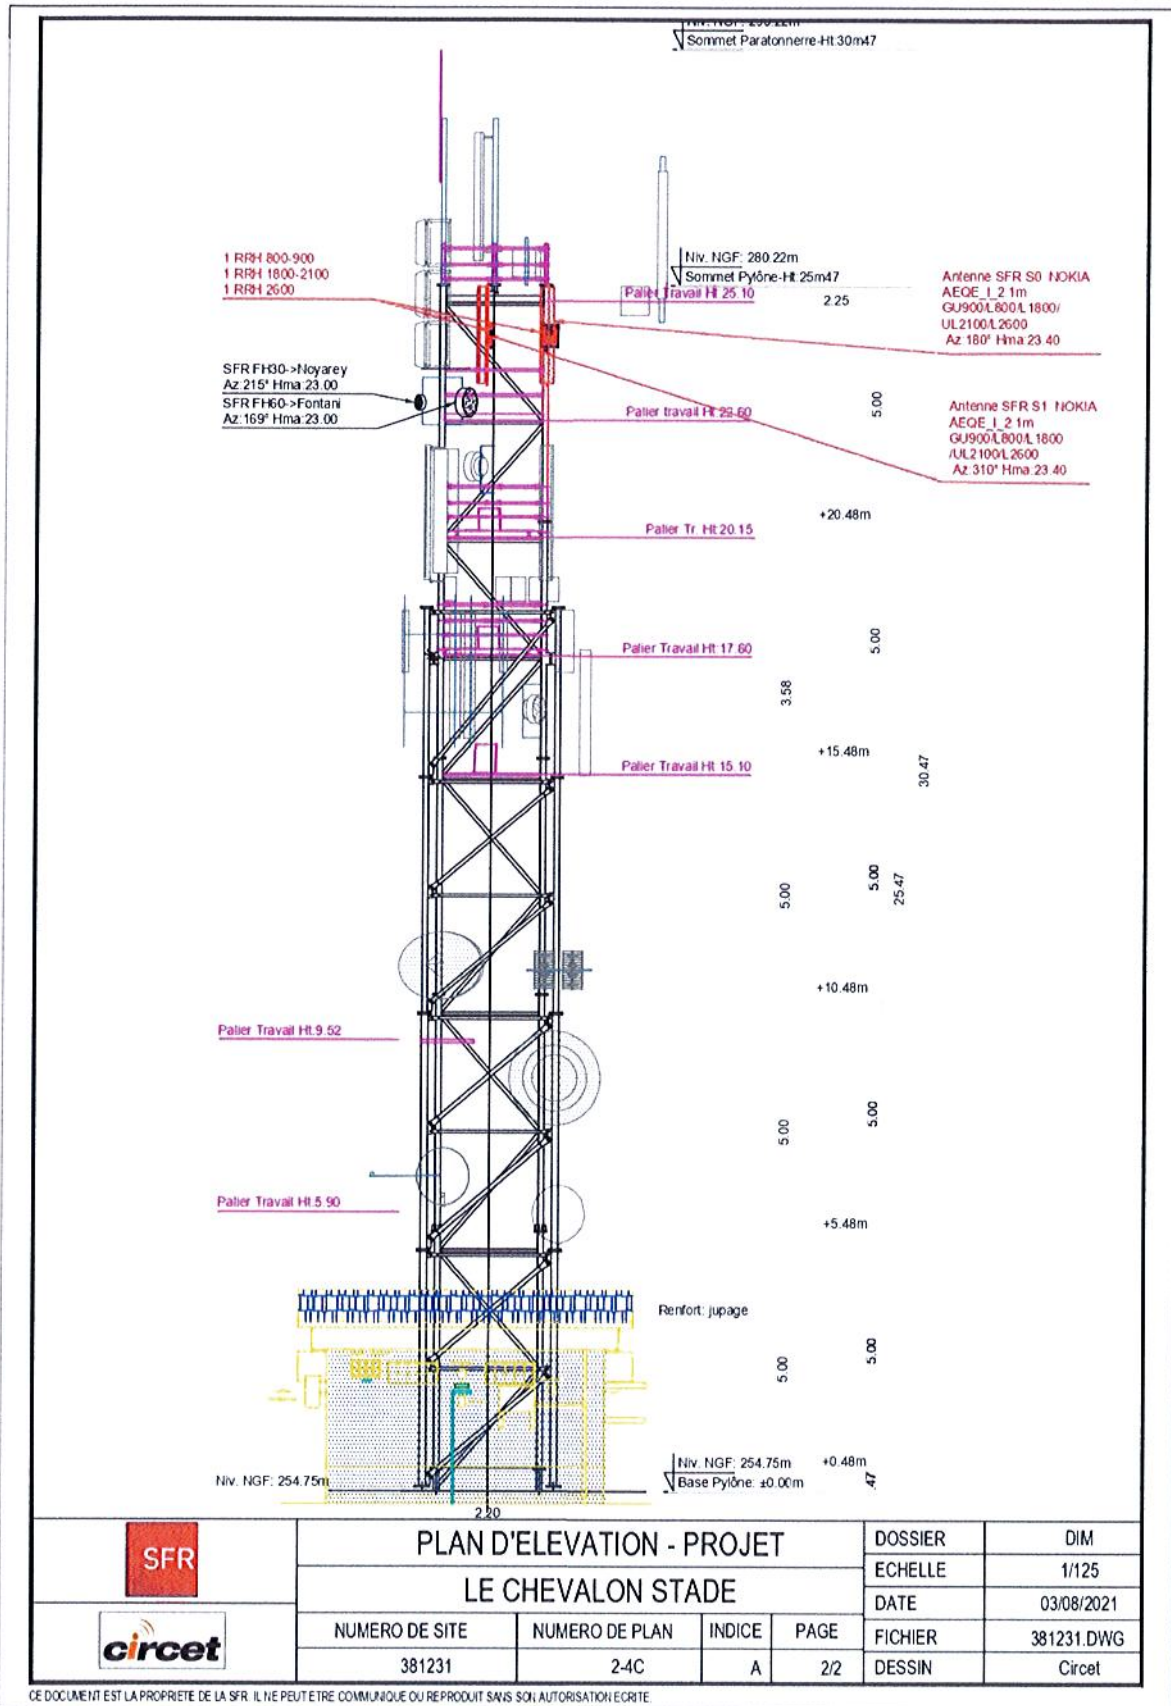 Sommet Paratonnerre-Ht:30m47
1 RRH 800-900
1 RRH 1800-2100
1 RRH 2600
Niv. NGF: 280.22m
Sommet Pylône-Ht:25m47
Palier Travail Ht:25.10
2.25
Antenne SFR S0 NOKIA
AEQE_I_2.1m
GU900/L800/L1800/
UL2100/L2600
Az:180° Hma:23.40
SFR FH30->Noyarey
Az:215° Hma:23.00
SFR FH60->Fontani
Az:169° Hma:23.00
Palier travail Ht:22.60
5.00
Antenne SFR S1 NOKIA
AEQE_I_2.1m
GU900/L800/L1800
/UL2100/L2600
Az:310° Hma:23.40
+20.48m
Palier Tr. Ht:20.15
Palier Travail Ht:17.60
5.00
3.58
+15.48m
Palier Travail Ht:15.10
30.47
5.00
5.00
25.47
+10.48m
Palier Travail Ht:9.52
5.00
5.00
Palier Travail Ht:5.90
+5.48m
Renfort: jupage
5.00
5.00
Niv. NGF: 254.75m
Niv. NGF: 254.75m
Base Pylône: ±0.00m
+0.48m
.47
2.20
SFR
circet
PLAN D'ELEVATION - PROJET
LE CHEVALON STADE
NUMERO DE SITE
NUMERO DE PLAN
INDICE
PAGE
381231
2-4C
A
2/2
DOSSIER
DIM
ECHELLE
1/125
DATE
03/08/2021
FICHIER
381231.DWG
DESSIN
Circet
CE DOCUMENT EST LA PROPRIETE DE LA SFR. IL NE PEUT ETRE COMMUNIQUE OU REPRODUIT SANS SON AUTORISATION ECRITE.